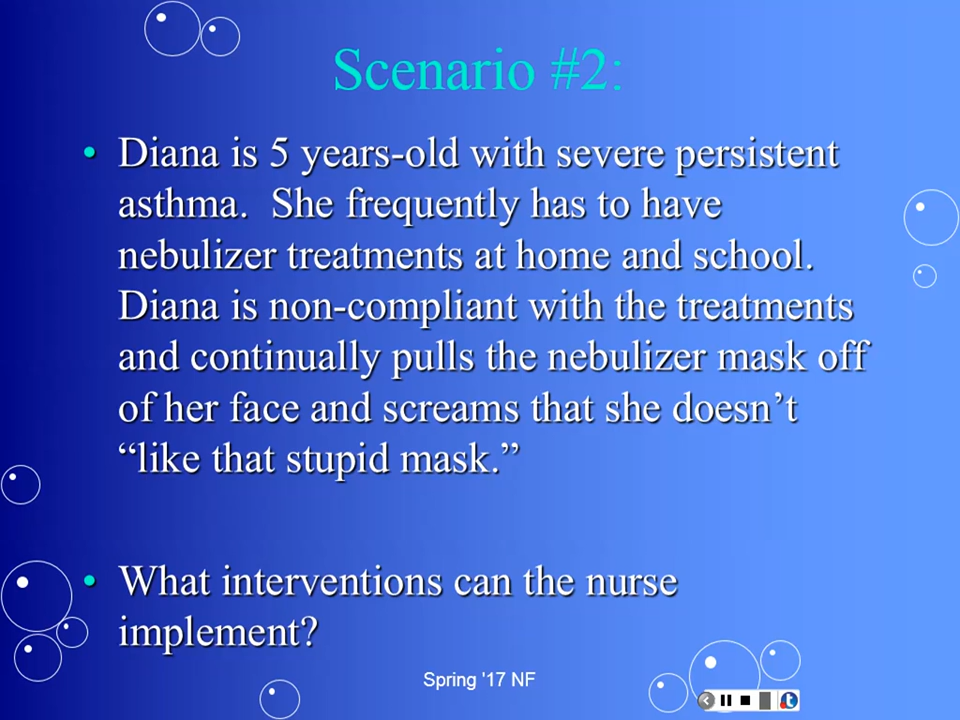 Scenario #2:
• Diana is 5 years-old with severe persistent
asthma.  She frequently has to have
nebulizer treatments at home and school.
Diana is non-compliant with the treatments
and continually pulls the nebulizer mask off
of her face and screams that she doesn’t
“like that stupid mask.”
• What interventions can the nurse
implement?
Spring '17 NF
t